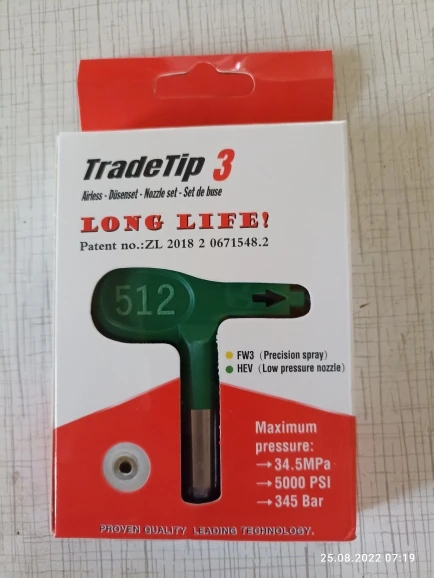 TradeTip 3
Airless - Düsenset - Nozzle set - Set de buse
LONG LIFE!
Patent no.:ZL 2018 2 0671548.2
512
FW3 (Precision spray)
HEV (Low pressure nozzle)
Maximum
pressure:
→34.5MPa
→5000 PSI
→345 Bar
PROVEN QUALITY LEADING TECHNOLOGY.
25.08.2022 07:19